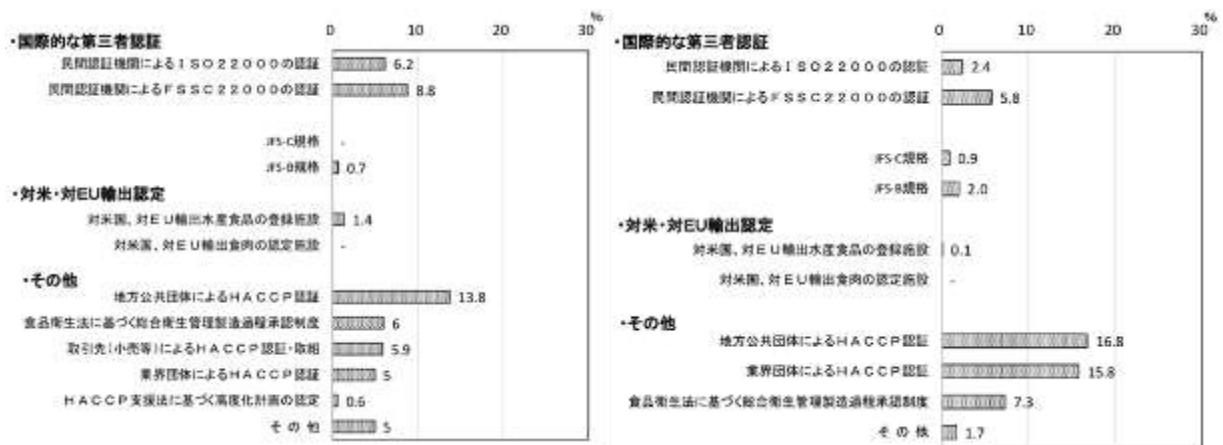 %
0 10 20 30
・国際的な第三者認証
民間認証機関によるISO22000の認証 6.2
民間認証機関によるFSSC22000の認証 8.8
JFS-C規格 -
JFS-B規格 0.7
・対米・対EU輸出認定
対米国、対EU輸出水産食品の登録施設 1.4
対米国、対EU輸出食肉の認定施設 -
・その他
地方公共団体によるHACCP認証 13.8
食品衛生法に基づく総合衛生管理製造過程承認制度 6
取引先(小売等)によるHACCP認証・取組 5.9
業界団体によるHACCP認証 5
HACCP支援法に基づく高度化計画の認定 0.6
その他 5
%
0 10 20 30
・国際的な第三者認証
民間認証機関によるISO22000の認証 2.4
民間認証機関によるFSSC22000の認証 5.8
JFS-C規格 0.9
JFS-B規格 2.0
・対米・対EU輸出認定
対米国、対EU輸出水産食品の登録施設 0.1
対米国、対EU輸出食肉の認定施設 -
・その他
地方公共団体によるHACCP認証 16.8
業界団体によるHACCP認証 15.8
食品衛生法に基づく総合衛生管理製造過程承認制度 7.3
その他 1.7